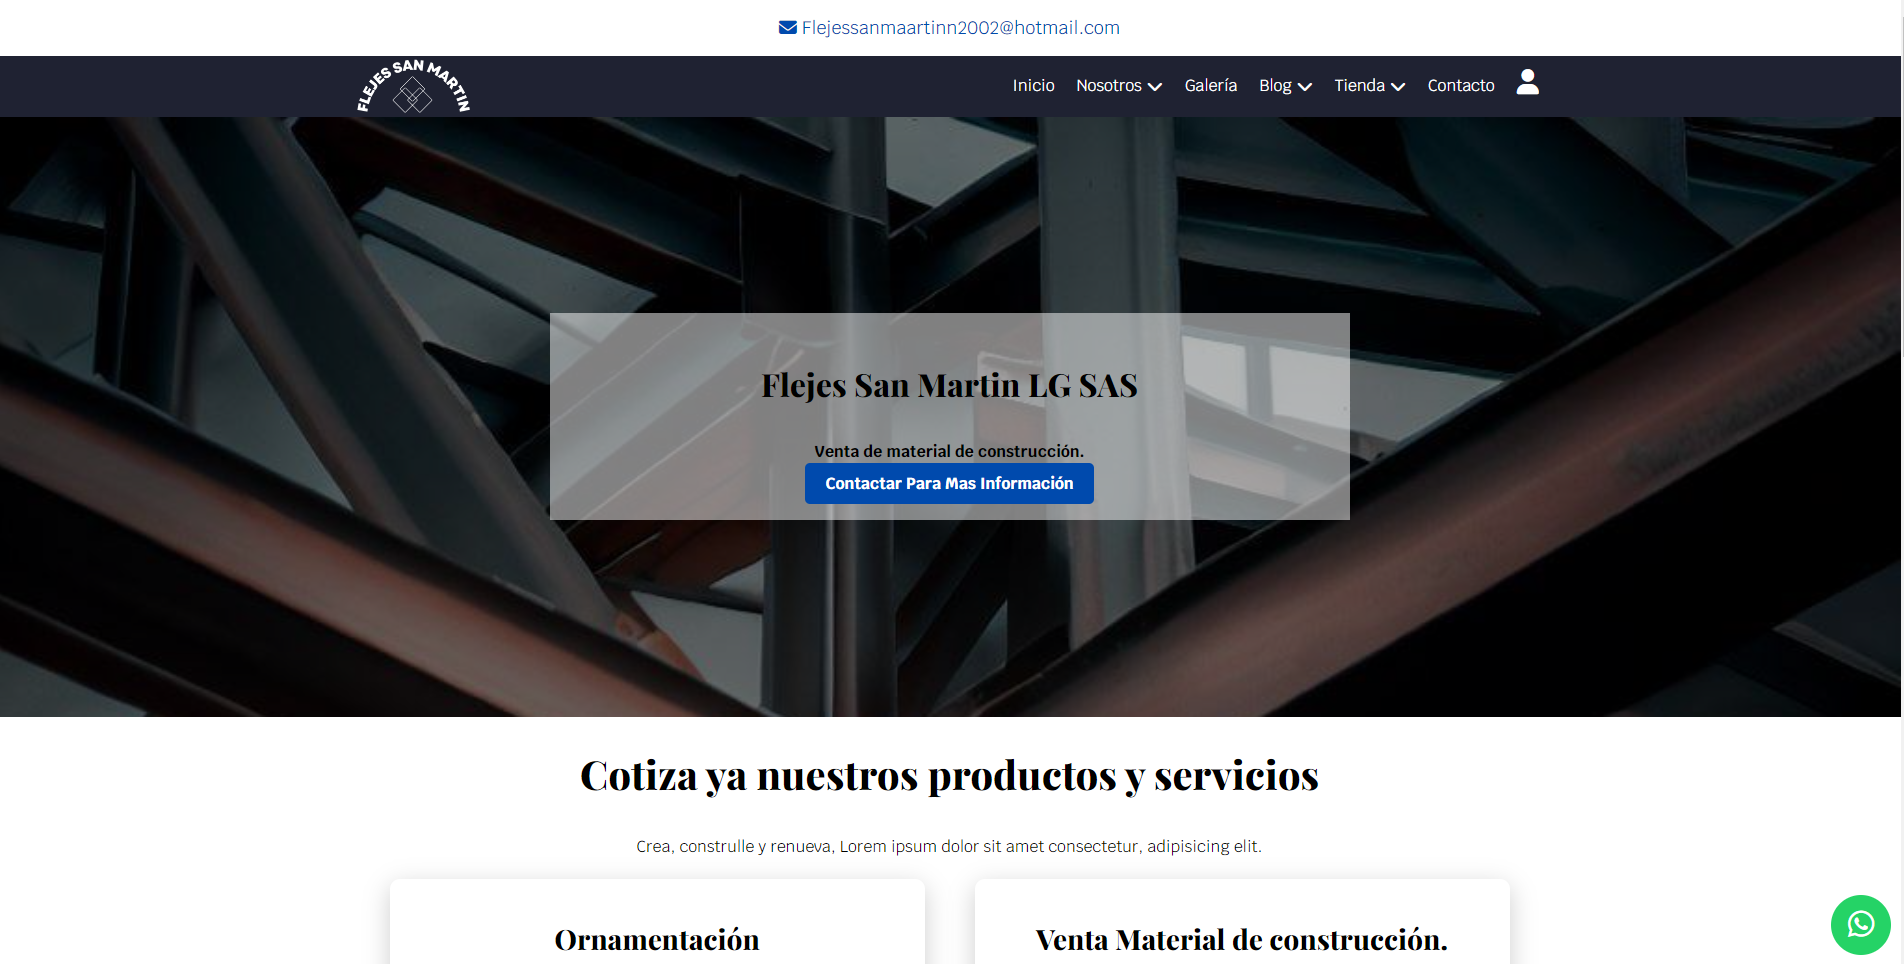 Flejessanmaartinn2002@hotmail.com
FLEJES SAN MARTIN
Inicio Nosotros Galería Blog Tienda Contacto
Flejes San Martin LG SAS
Venta de material de construcción.
Contactar Para Mas Información
Cotiza ya nuestros productos y servicios
Crea, construlle y renueva, Lorem ipsum dolor sit amet consectetur, adipisicing elit.
Ornamentación
Venta Material de construcción.